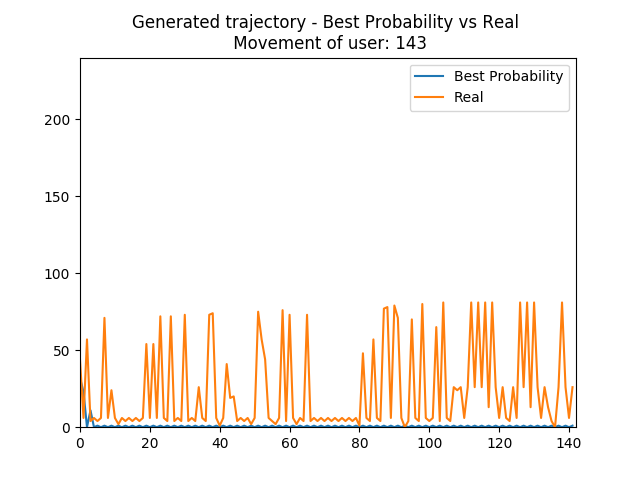 Generated trajectory - Best Probability vs Real
Movement of user: 143
Best Probability
Real
200
150
100
50
0
0 20 40 60 80 100 120 140